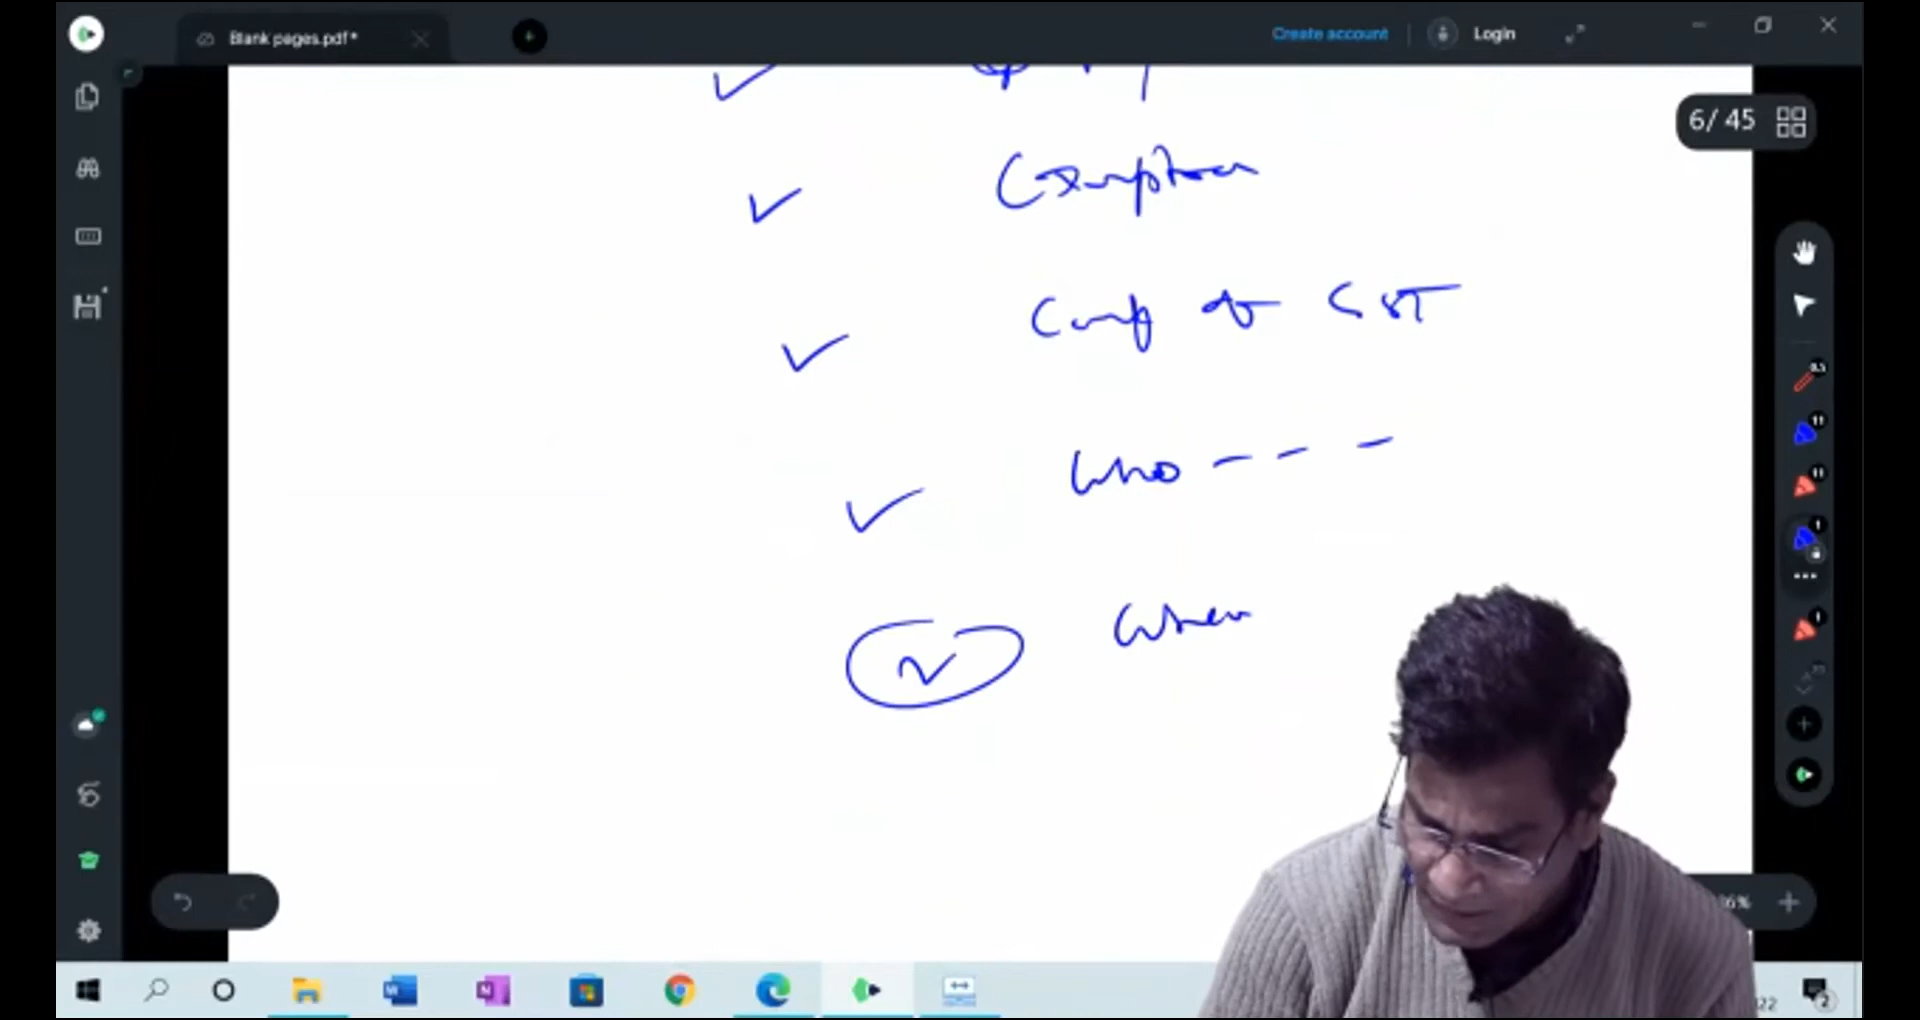 Blank pages.pdf*
Create account
Login
6/ 45
Exemption
Comp of GST
Who - - -
When